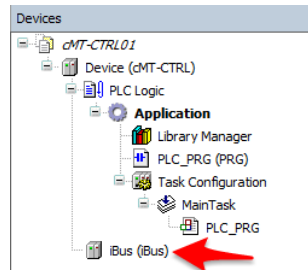 Devices
cMT-CTRL01
Device (cMT-CTRL)
PLC Logic
Application
Library Manager
PLC_PRG (PRG)
Task Configuration
MainTask
PLC_PRG
iBus (iBus)